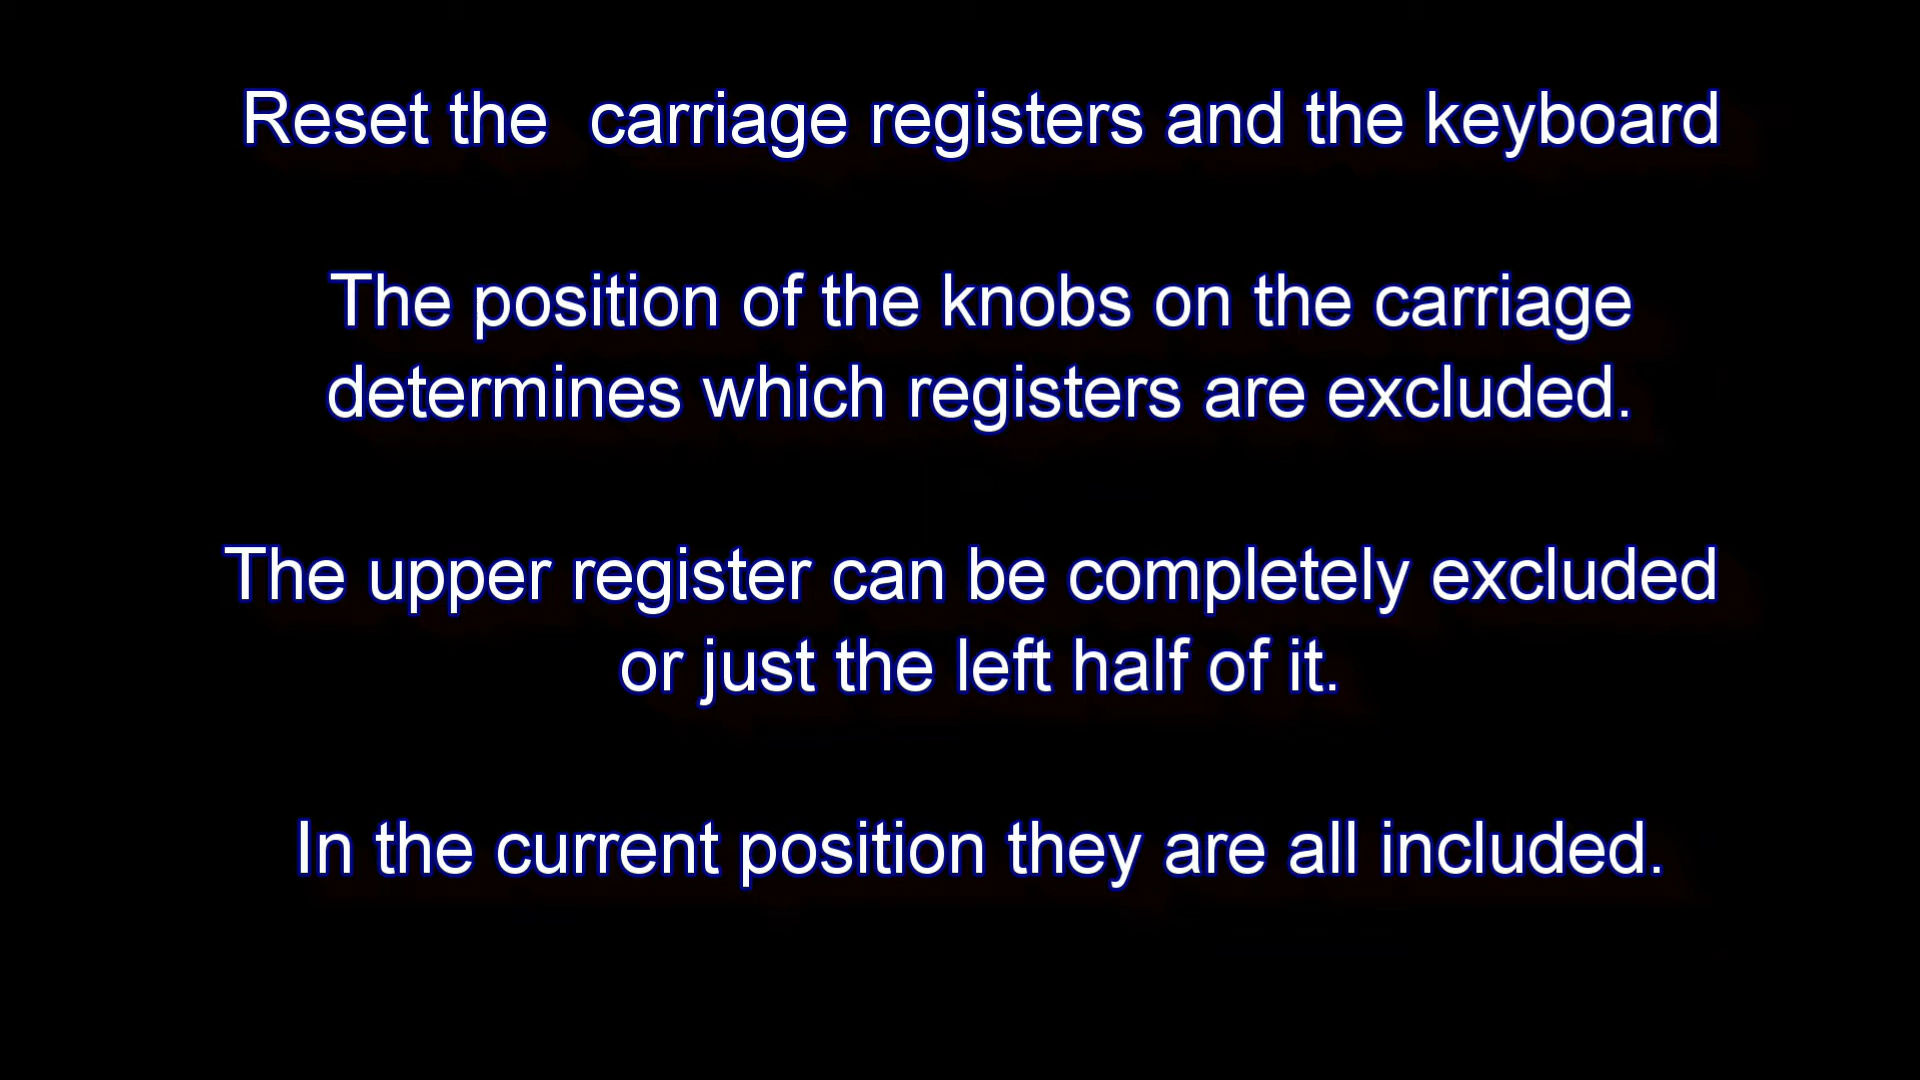 Reset the  carriage registers and the keyboard
The position of the knobs on the carriage
determines which registers are excluded.
The upper register can be completely excluded
or just the left half of it.
In the current position they are all included.